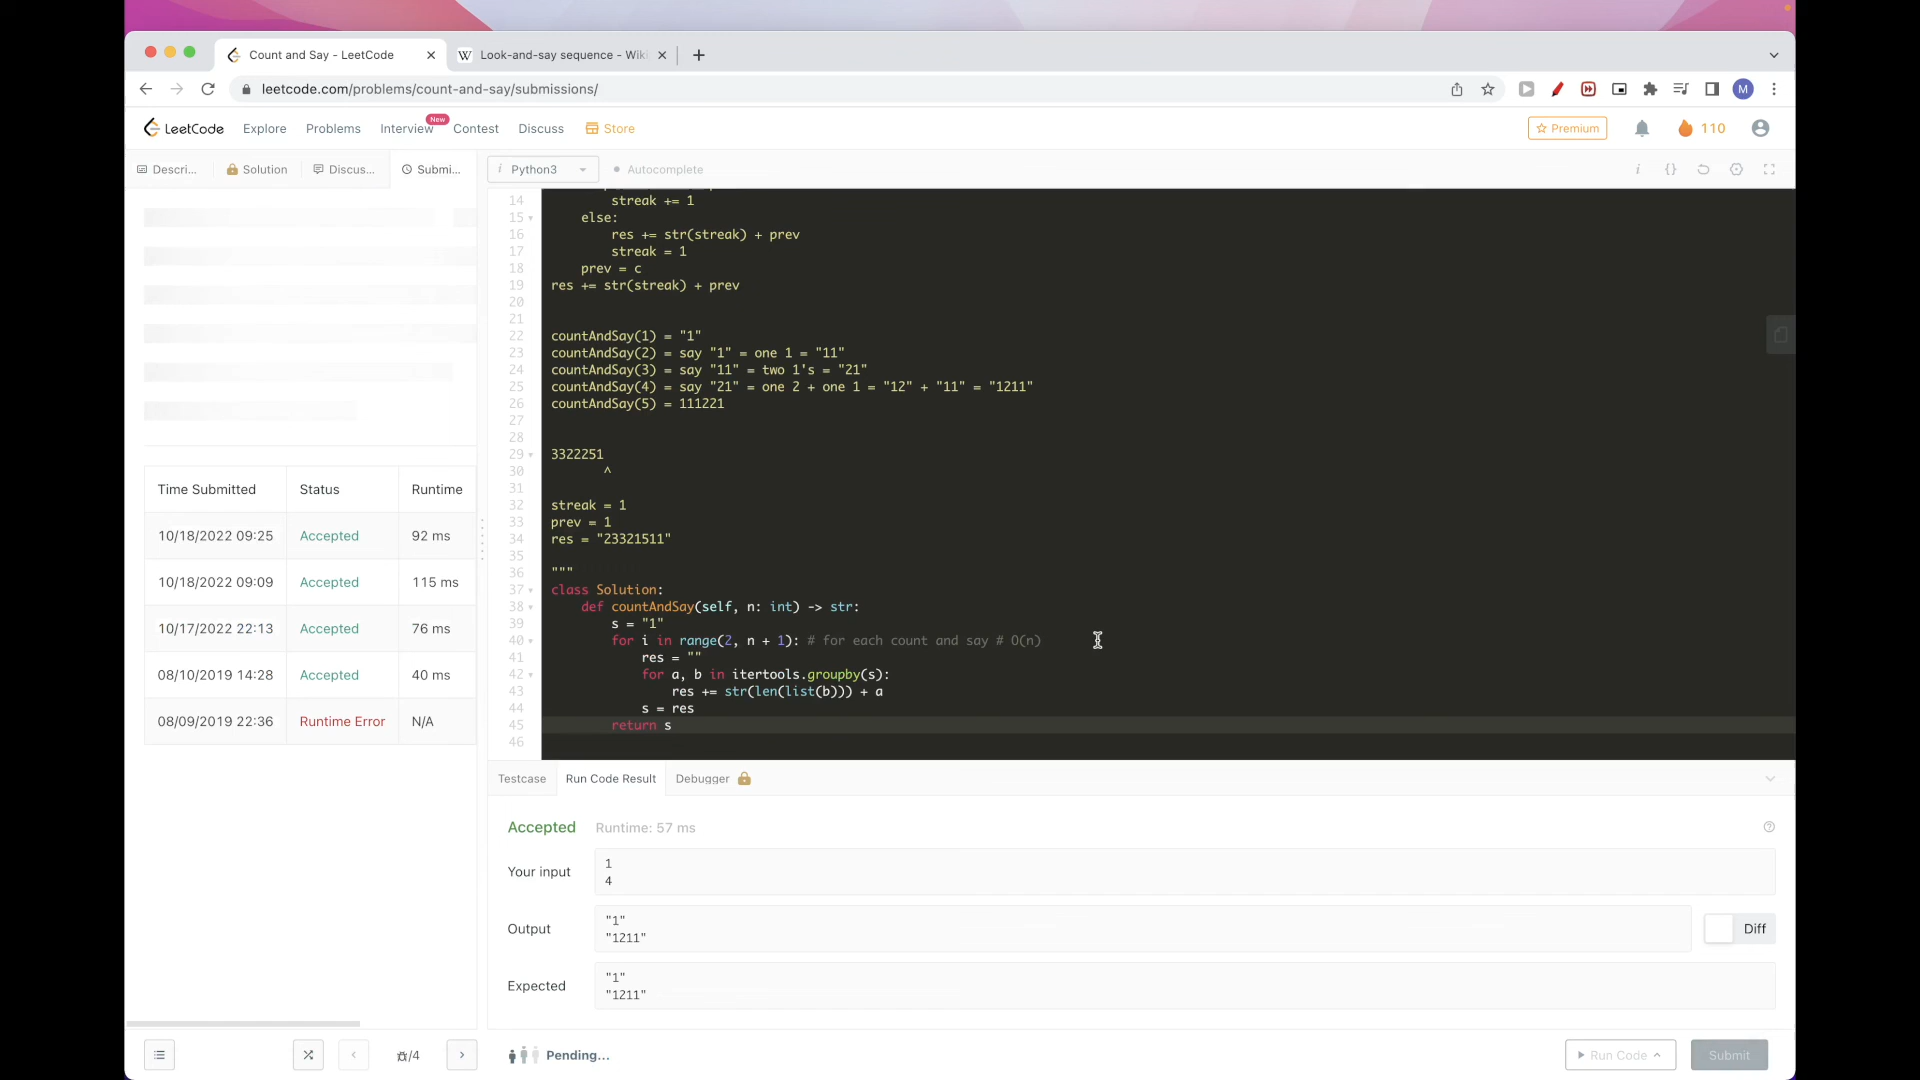 Count and Say - LeetCode
Look-and-say sequence - Wiki
leetcode.com/problems/count-and-say/submissions/
M
LeetCode
Explore
Problems
Interview
New
Contest
Discuss
Store
Premium
110
Descri...
Solution
Discus...
Submi...
i Python3
Autocomplete
i {}
14 streak += 1
15 else:
16 res += str(streak) + prev
17 streak = 1
18 prev = c
19 res += str(streak) + prev
20
21
22 countAndSay(1) = "1"
23 countAndSay(2) = say "1" = one 1 = "11"
24 countAndSay(3) = say "11" = two 1's = "21"
25 countAndSay(4) = say "21" = one 2 + one 1 = "12" + "11" = "1211"
26 countAndSay(5) = 111221
27
28
29 3322251
30 ^
31
32 streak = 1
33 prev = 1
34 res = "23321511"
35
36 """
37 class Solution:
38 def countAndSay(self, n: int) -> str:
39 s = "1"
40 for i in range(2, n + 1): # for each count and say # O(n)
41 res = ""
42 for a, b in itertools.groupby(s):
43 res += str(len(list(b))) + a
44 s = res
45 return s
46
Time Submitted Status Runtime
10/18/2022 09:25 Accepted 92 ms
10/18/2022 09:09 Accepted 115 ms
10/17/2022 22:13 Accepted 76 ms
08/10/2019 14:28 Accepted 40 ms
08/09/2019 22:36 Runtime Error N/A
Testcase
Run Code Result
Debugger
Accepted Runtime: 57 ms
Your input
1
4
Output
"1"
"1211"
Diff
Expected
"1"
"1211"
/4
Pending...
Run Code
Submit